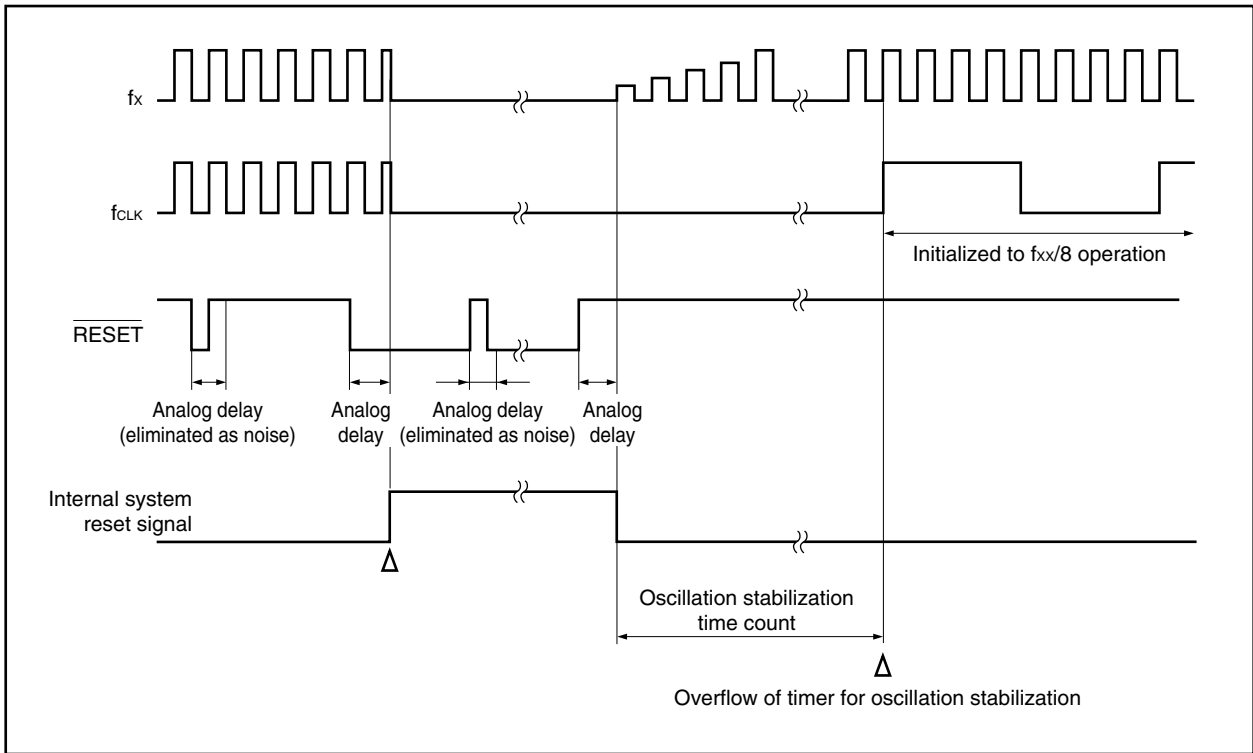 fx
fCLK
Initialized to fxx/8 operation
RESET
Analog delay
(eliminated as noise)
Analog
delay
Analog delay
(eliminated as noise)
Analog
delay
Internal system
reset signal
Oscillation stabilization
time count
Overflow of timer for oscillation stabilization